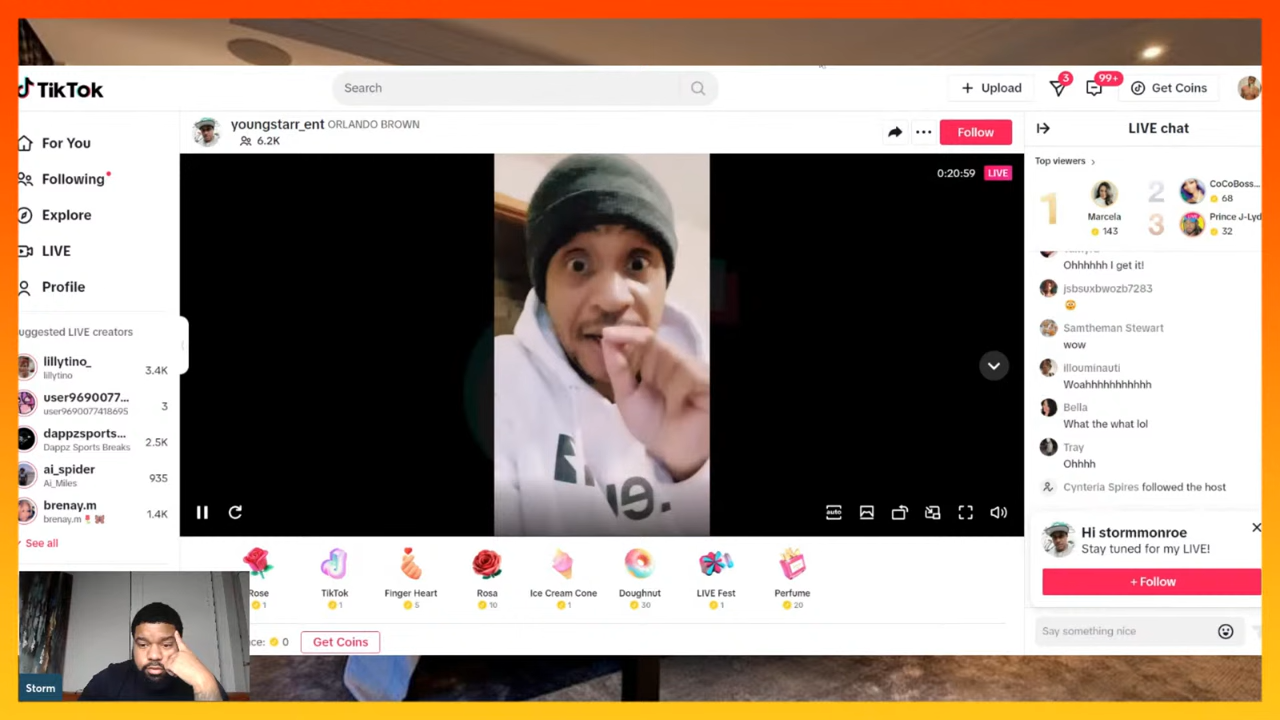 TikTok
Search
Upload
3
99+
Get Coins
For You
Following
Explore
LIVE
Profile
uggested LIVE creators
lillytino_
lillytino
3.4K
user9690077...
user9690077418695
3
dappzsports...
Dappz Sports Breaks
2.5K
ai_spider
Ai_Miles
935
brenay.m
brenay.m
1.4K
See all
youngstarr_ent ORLANDO BROWN
6.2K
Follow
0:20:59 LIVE
auto
Rose
1
TikTok
1
Finger Heart
5
Rosa
10
Ice Cream Cone
1
Doughnut
30
LIVE Fest
1
Perfume
20
ce: 0
Get Coins
LIVE chat
Top viewers
1
Marcela
143
2
CoCoBoss...
68
3
Prince J-Lyd
32
Ohhhhhh I get it!
jsbsuxbwozb7283
Samtheman Stewart
wow
illouminauti
Woahhhhhhhhhhh
Bella
What the what lol
Tray
Ohhhh
Cynteria Spires followed the host
Hi stormmonroe
Stay tuned for my LIVE!
+ Follow
Say something nice
Storm